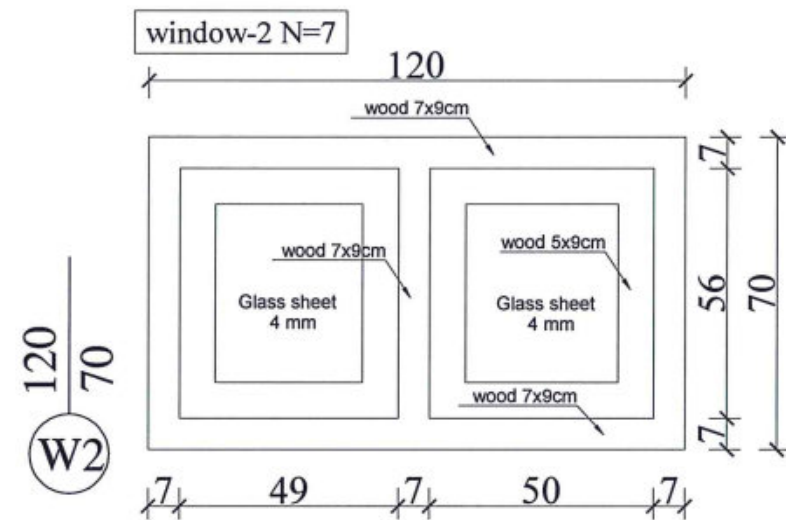 window-2 N=7
120
wood 7x9cm
7
wood 7x9cm
wood 5x9cm
Glass sheet
4 mm
Glass sheet
4 mm
56
70
120
70
wood 7x9cm
W2
7
7
49
7
50
7